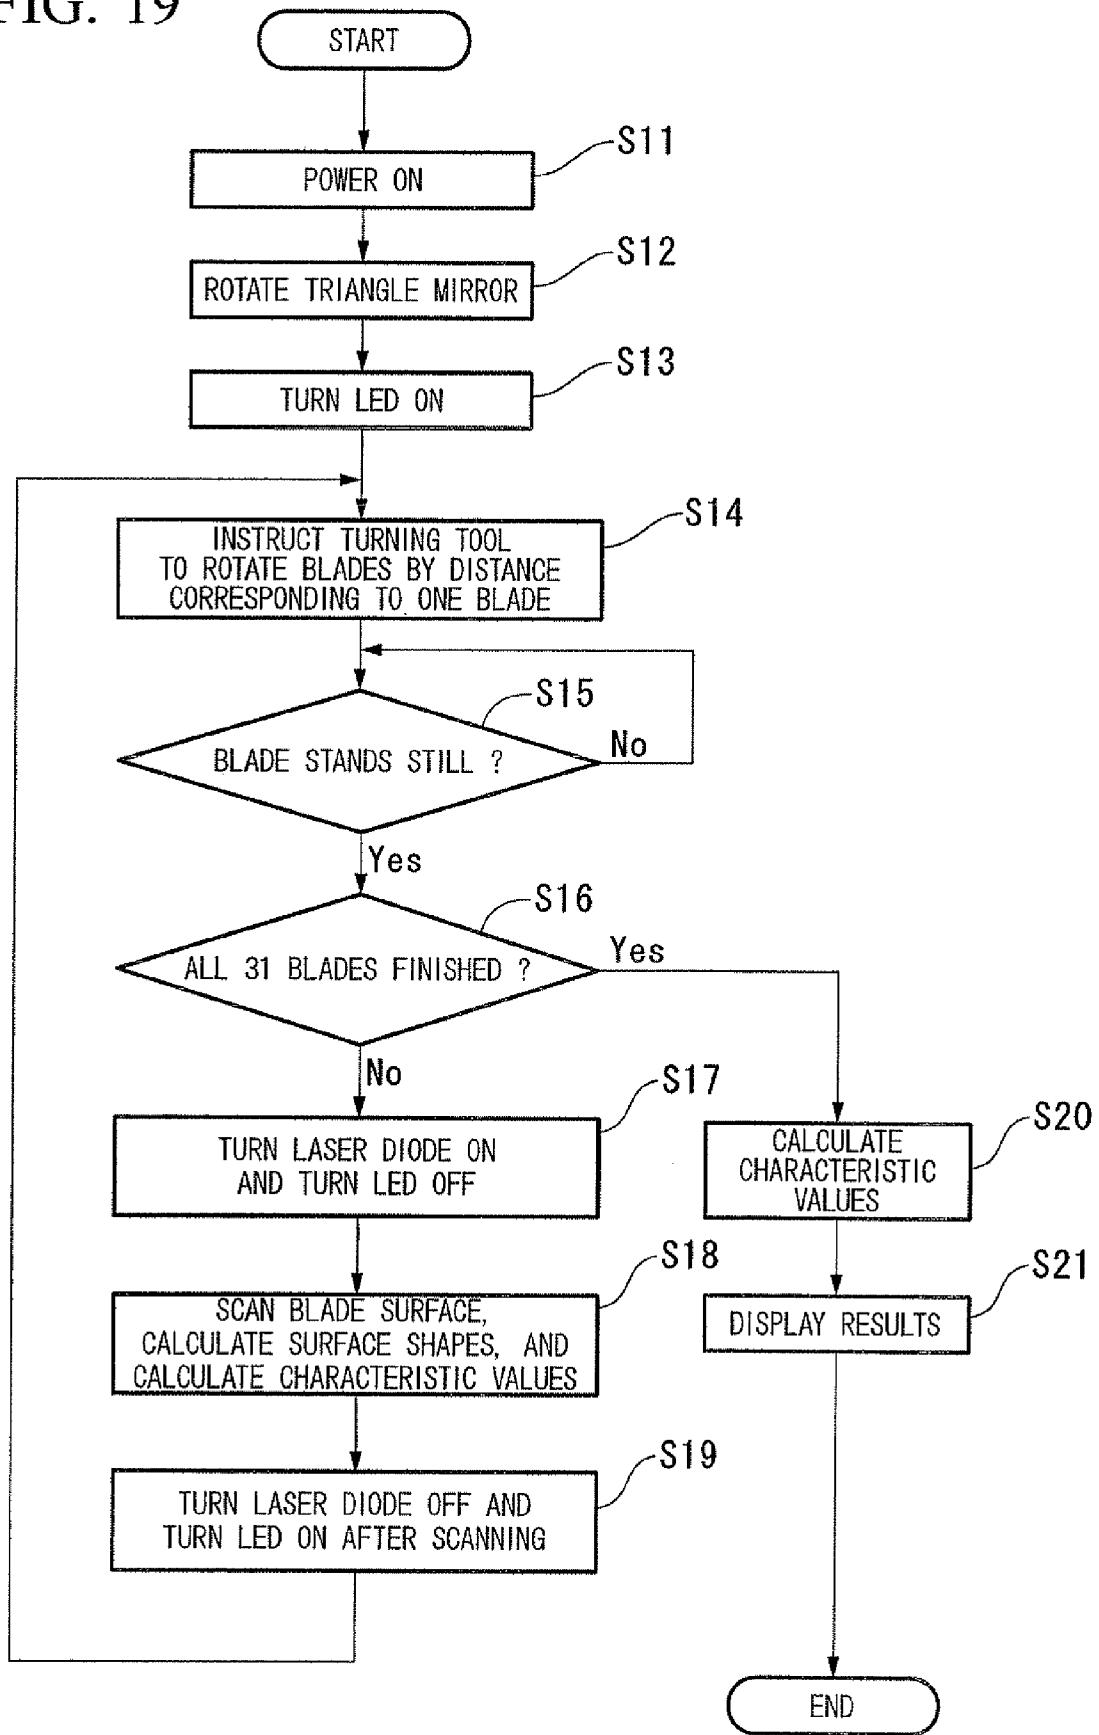 FIG. 19
START
S11
POWER ON
S12
ROTATE TRIANGLE MIRROR
S13
TURN LED ON
S14
INSTRUCT TURNING TOOL
TO ROTATE BLADES BY DISTANCE
CORRESPONDING TO ONE BLADE
S15
BLADE STANDS STILL ?
No
Yes
S16
ALL 31 BLADES FINISHED ?
Yes
No
S17
TURN LASER DIODE ON
AND TURN LED OFF
S18
SCAN BLADE SURFACE,
CALCULATE SURFACE SHAPES, AND
CALCULATE CHARACTERISTIC VALUES
S19
TURN LASER DIODE OFF AND
TURN LED ON AFTER SCANNING
S20
CALCULATE
CHARACTERISTIC
VALUES
S21
DISPLAY RESULTS
END